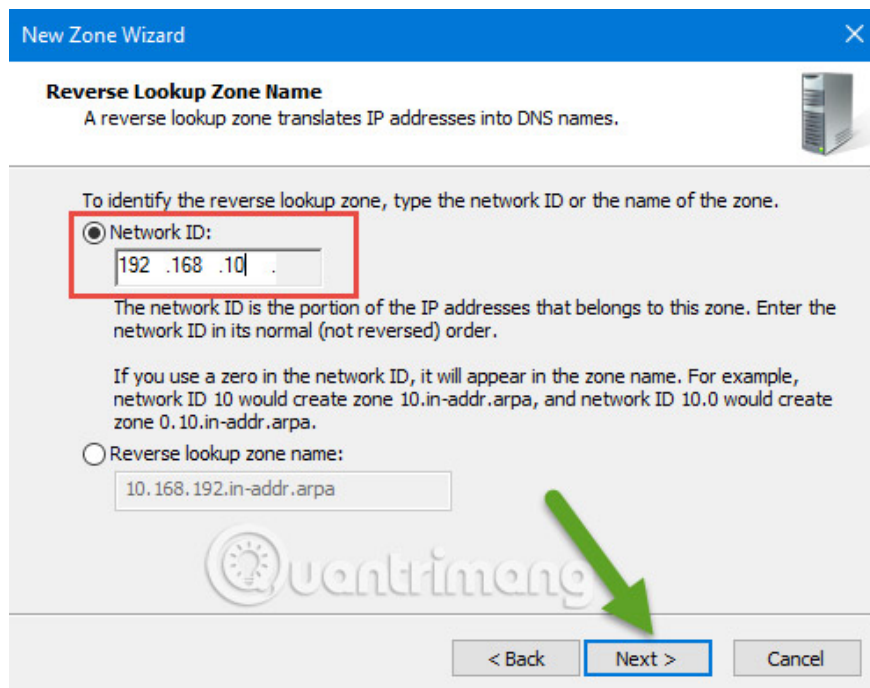 New Zone Wizard
Reverse Lookup Zone Name
A reverse lookup zone translates IP addresses into DNS names.
To identify the reverse lookup zone, type the network ID or the name of the zone.
Network ID:
192 .168 .10 .
The network ID is the portion of the IP addresses that belongs to this zone. Enter the
network ID in its normal (not reversed) order.
If you use a zero in the network ID, it will appear in the zone name. For example,
network ID 10 would create zone 10.in-addr.arpa, and network ID 10.0 would create
zone 0.10.in-addr.arpa.
Reverse lookup zone name:
10.168.192.in-addr.arpa
Quantrimang
< Back
Next >
Cancel